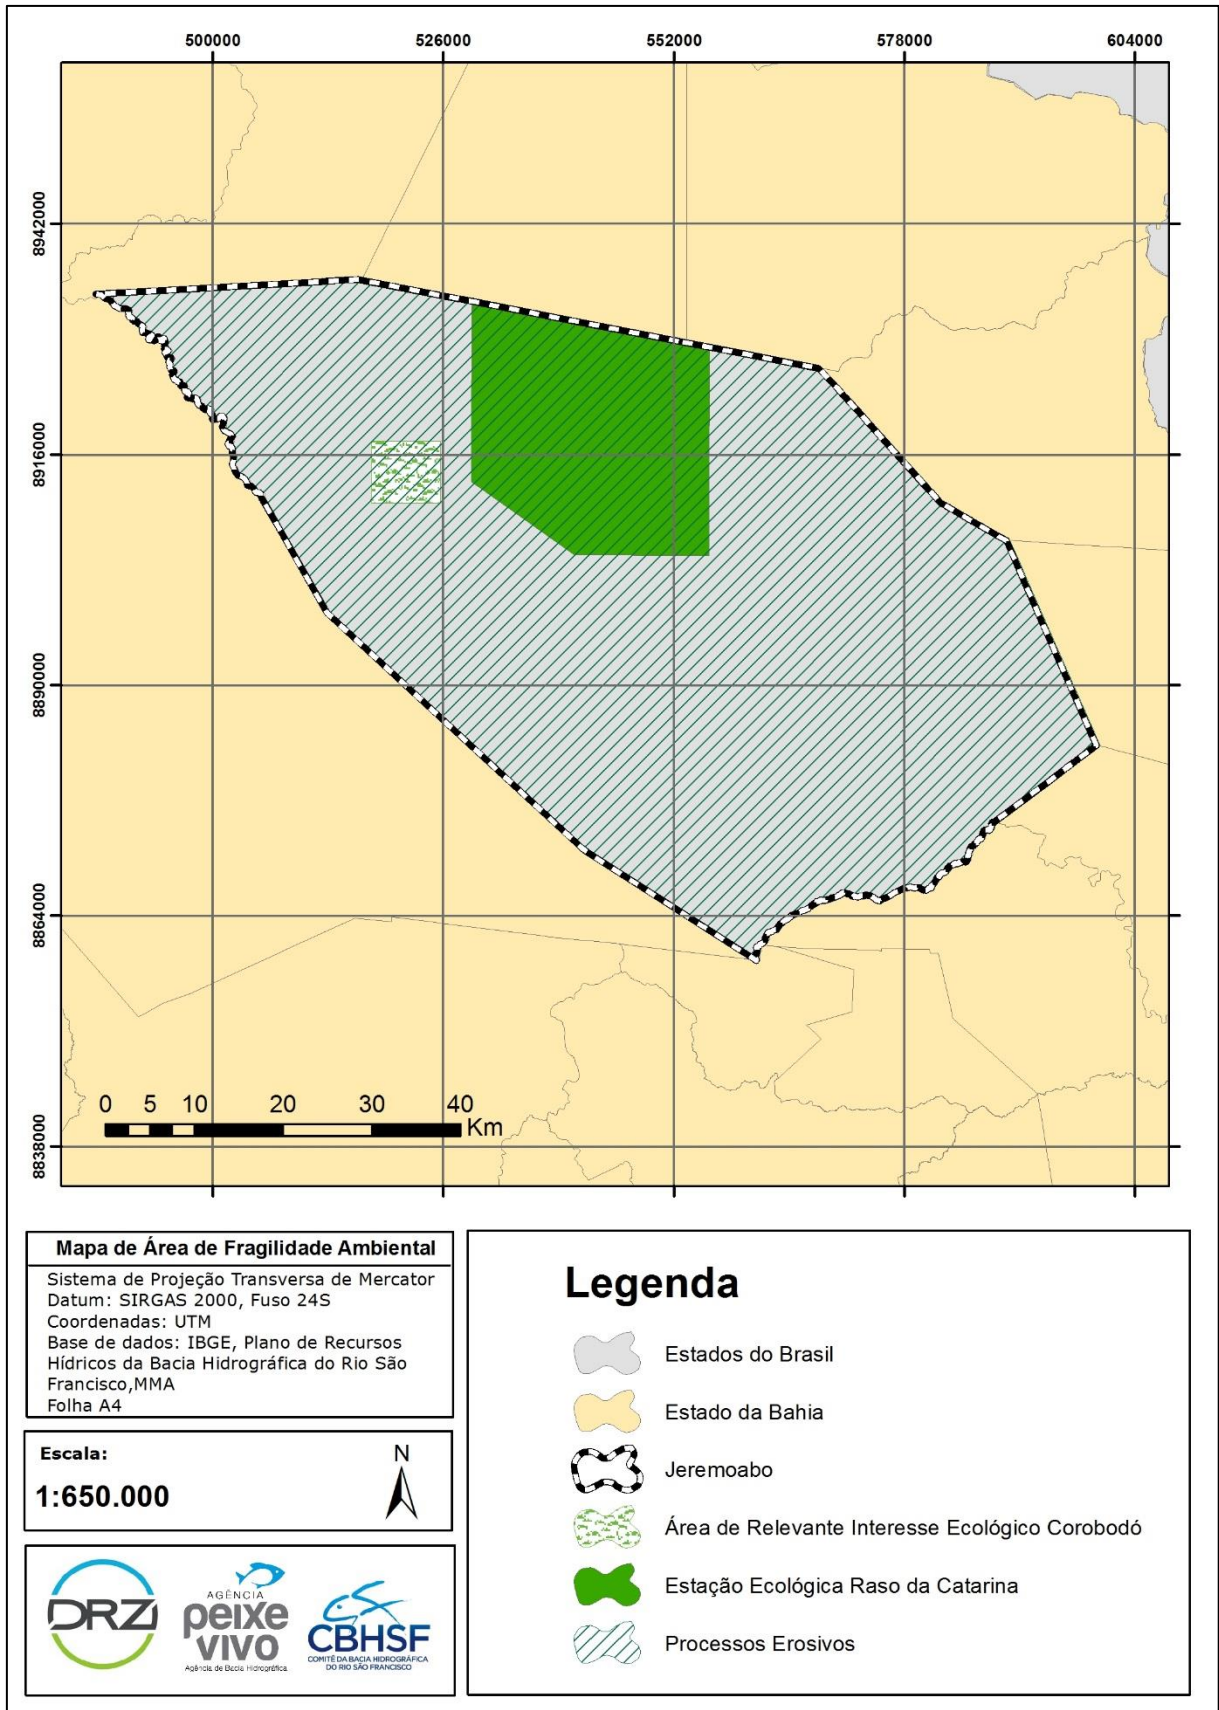 500000 526000 552000 578000 604000
8942000
8916000
8890000
8864000
8838000
0 5 10 20 30 40
Km
Mapa de Área de Fragilidade Ambiental
Sistema de Projeção Transversa de Mercator
Datum: SIRGAS 2000, Fuso 24S
Coordenadas: UTM
Base de dados: IBGE, Plano de Recursos
Hídricos da Bacia Hidrográfica do Rio São
Francisco,MMA
Folha A4
Escala:
1:650.000
N
DRZ
AGÊNCIA
peixe
vivo
Agência de Bacia Hidrográfica
CBHSF
COMITÊ DA BACIA HIDROGRÁFICA
DO RIO SÃO FRANCISCO
Legenda
Estados do Brasil
Estado da Bahia
Jeremoabo
Área de Relevante Interesse Ecológico Corobodó
Estação Ecológica Raso da Catarina
Processos Erosivos